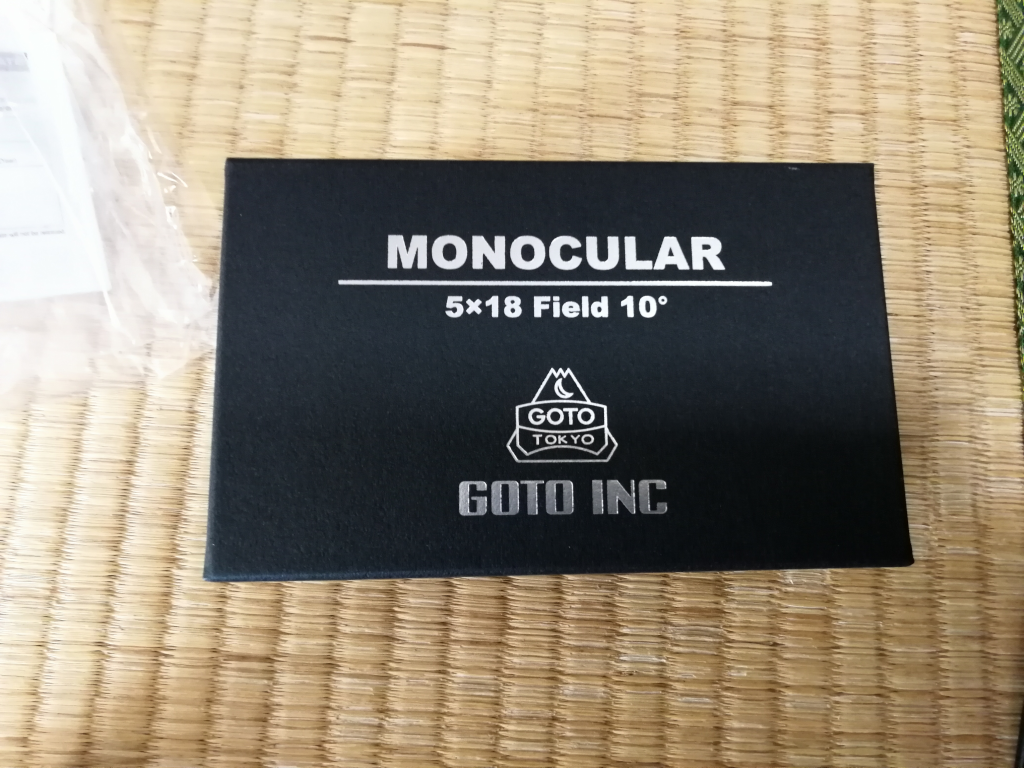 MONOCULAR
5×18 Field 10°
GOTO
TOKYO
GOTO INC